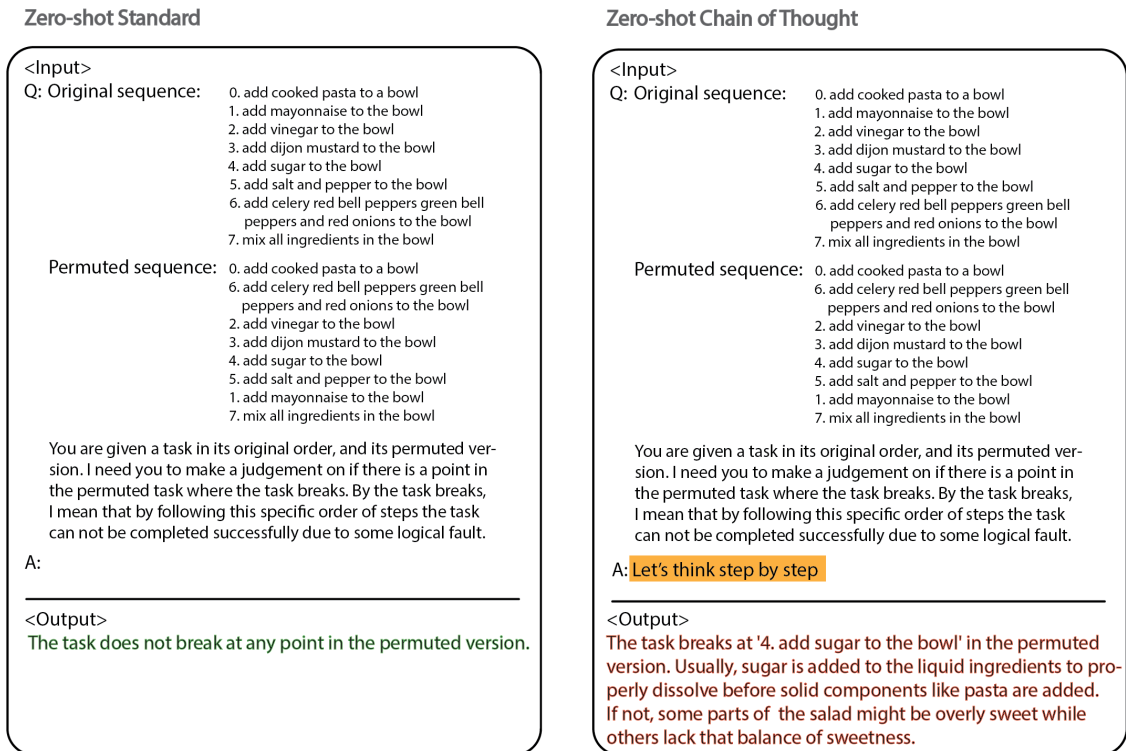 Zero-shot Standard
<Input>
Q: Original sequence:
0. add cooked pasta to a bowl
1. add mayonnaise to the bowl
2. add vinegar to the bowl
3. add dijon mustard to the bowl
4. add sugar to the bowl
5. add salt and pepper to the bowl
6. add celery red bell peppers green bell
peppers and red onions to the bowl
7. mix all ingredients in the bowl
Permuted sequence:
0. add cooked pasta to a bowl
6. add celery red bell peppers green bell
peppers and red onions to the bowl
2. add vinegar to the bowl
3. add dijon mustard to the bowl
4. add sugar to the bowl
5. add salt and pepper to the bowl
1. add mayonnaise to the bowl
7. mix all ingredients in the bowl
You are given a task in its original order, and its permuted ver-
sion. I need you to make a judgement on if there is a point in
the permuted task where the task breaks. By the task breaks,
I mean that by following this specific order of steps the task
can not be completed successfully due to some logical fault.
A:
<Output>
The task does not break at any point in the permuted version.
Zero-shot Chain of Thought
<Input>
Q: Original sequence:
0. add cooked pasta to a bowl
1. add mayonnaise to the bowl
2. add vinegar to the bowl
3. add dijon mustard to the bowl
4. add sugar to the bowl
5. add salt and pepper to the bowl
6. add celery red bell peppers green bell
peppers and red onions to the bowl
7. mix all ingredients in the bowl
Permuted sequence:
0. add cooked pasta to a bowl
6. add celery red bell peppers green bell
peppers and red onions to the bowl
2. add vinegar to the bowl
3. add dijon mustard to the bowl
4. add sugar to the bowl
5. add salt and pepper to the bowl
1. add mayonnaise to the bowl
7. mix all ingredients in the bowl
You are given a task in its original order, and its permuted ver-
sion. I need you to make a judgement on if there is a point in
the permuted task where the task breaks. By the task breaks,
I mean that by following this specific order of steps the task
can not be completed successfully due to some logical fault.
A: Let's think step by step
<Output>
The task breaks at '4. add sugar to the bowl' in the permuted
version. Usually, sugar is added to the liquid ingredients to pro-
perly dissolve before solid components like pasta are added.
If not, some parts of the salad might be overly sweet while
others lack that balance of sweetness.